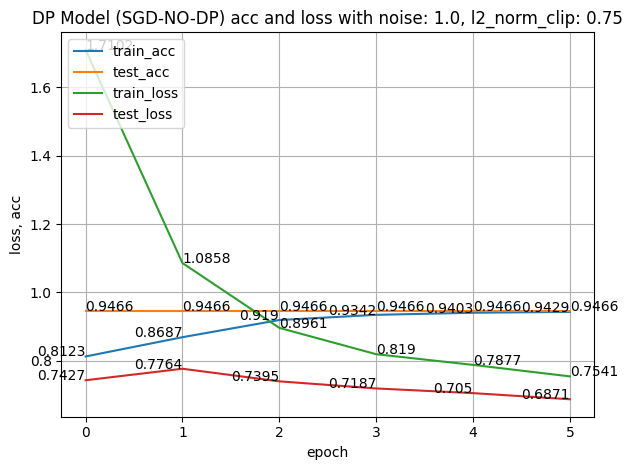 DP Model (SGD-NO-DP) acc and loss with noise: 1.0, l2_norm_clip: 0.75
1.7102
train_acc
test_acc
train_loss
test_loss
loss, acc
1.6
1.4
1.2
1.0
0.8
1.0858
0.9466 0.9466 0.9466 0.9466 0.9466 0.9466
0.8123 0.8687 0.919 0.9342 0.9403 0.9429
0.8961 0.819 0.7877 0.7541
0.7427 0.7764 0.7395 0.7187 0.705 0.6871
0 1 2 3 4 5
epoch